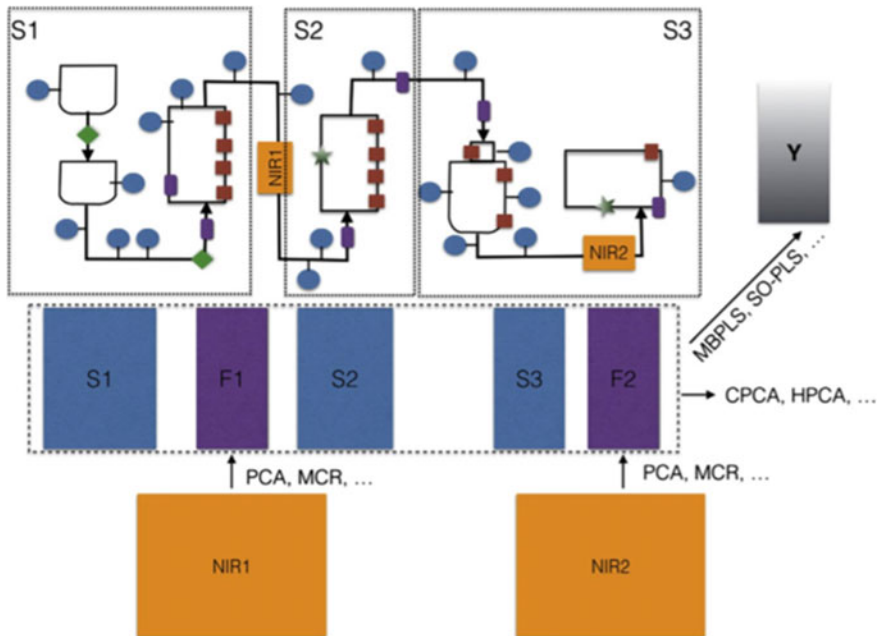 S1
S2
S3
NIR1
NIR2
Y
MBPLS, SO-PLS, ...
S1
F1
S2
S3
F2
CPCA, HPCA, ...
PCA, MCR, ...
PCA, MCR, ...
NIR1
NIR2